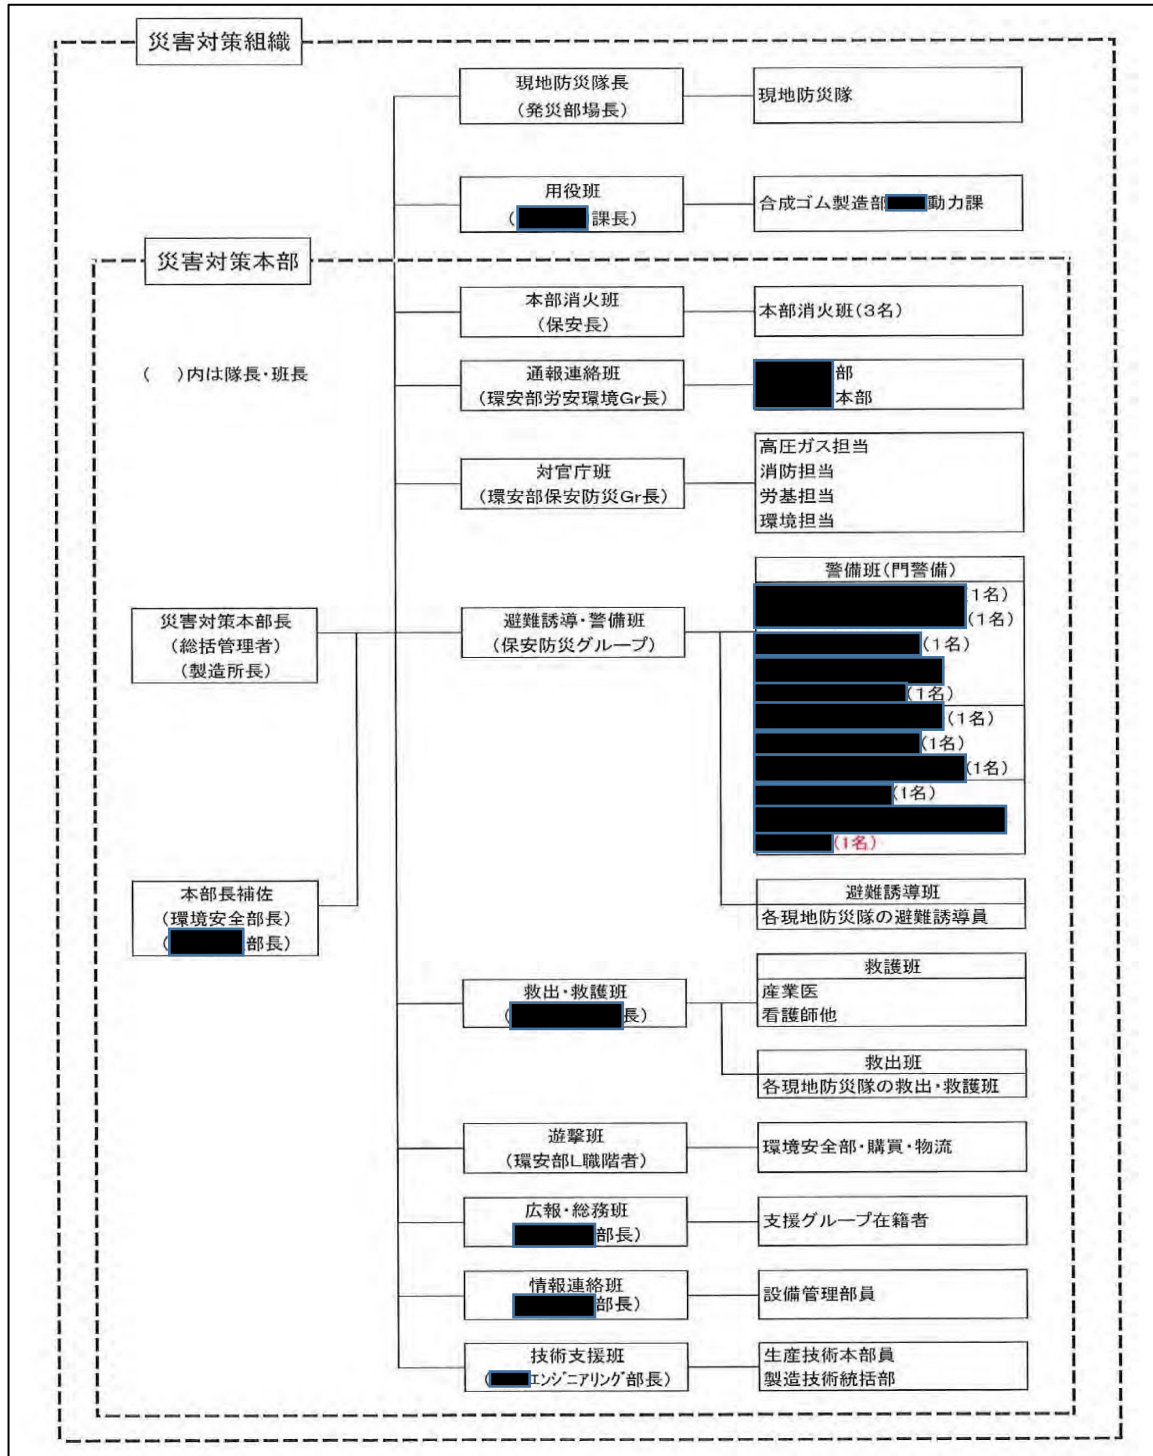 災害対策組織
現地防災隊長
(発災部場長)
現地防災隊
用役班
(課長)
合成ゴム製造部 動力課
災害対策本部
本部消火班
(保安長)
本部消火班(3名)
( )内は隊長・班長
通報連絡班
(環安部労安環境Gr長)
部
本部
対官庁班
(環安部保安防災Gr長)
高圧ガス担当
消防担当
労基担当
環境担当
災害対策本部長
(総括管理者)
(製造所長)
避難誘導・警備班
(保安防災グループ)
警備班(門警備)
(1名)
(1名)
(1名)
(1名)
(1名)
(1名)
(1名)
(1名)
(1名)
本部長補佐
(環境安全部長)
(部長)
避難誘導班
各現地防災隊の避難誘導員
救出・救護班
(長)
救護班
産業医
看護師他
救出班
各現地防災隊の救出・救護班
遊撃班
(環安部L職階者)
環境安全部・購買・物流
広報・総務班
部長)
支援グループ在籍者
情報連絡班
部長)
設備管理部員
技術支援班
(ｴﾝｼﾞﾆｱﾘﾝｸﾞ部長)
生産技術本部員
製造技術統括部